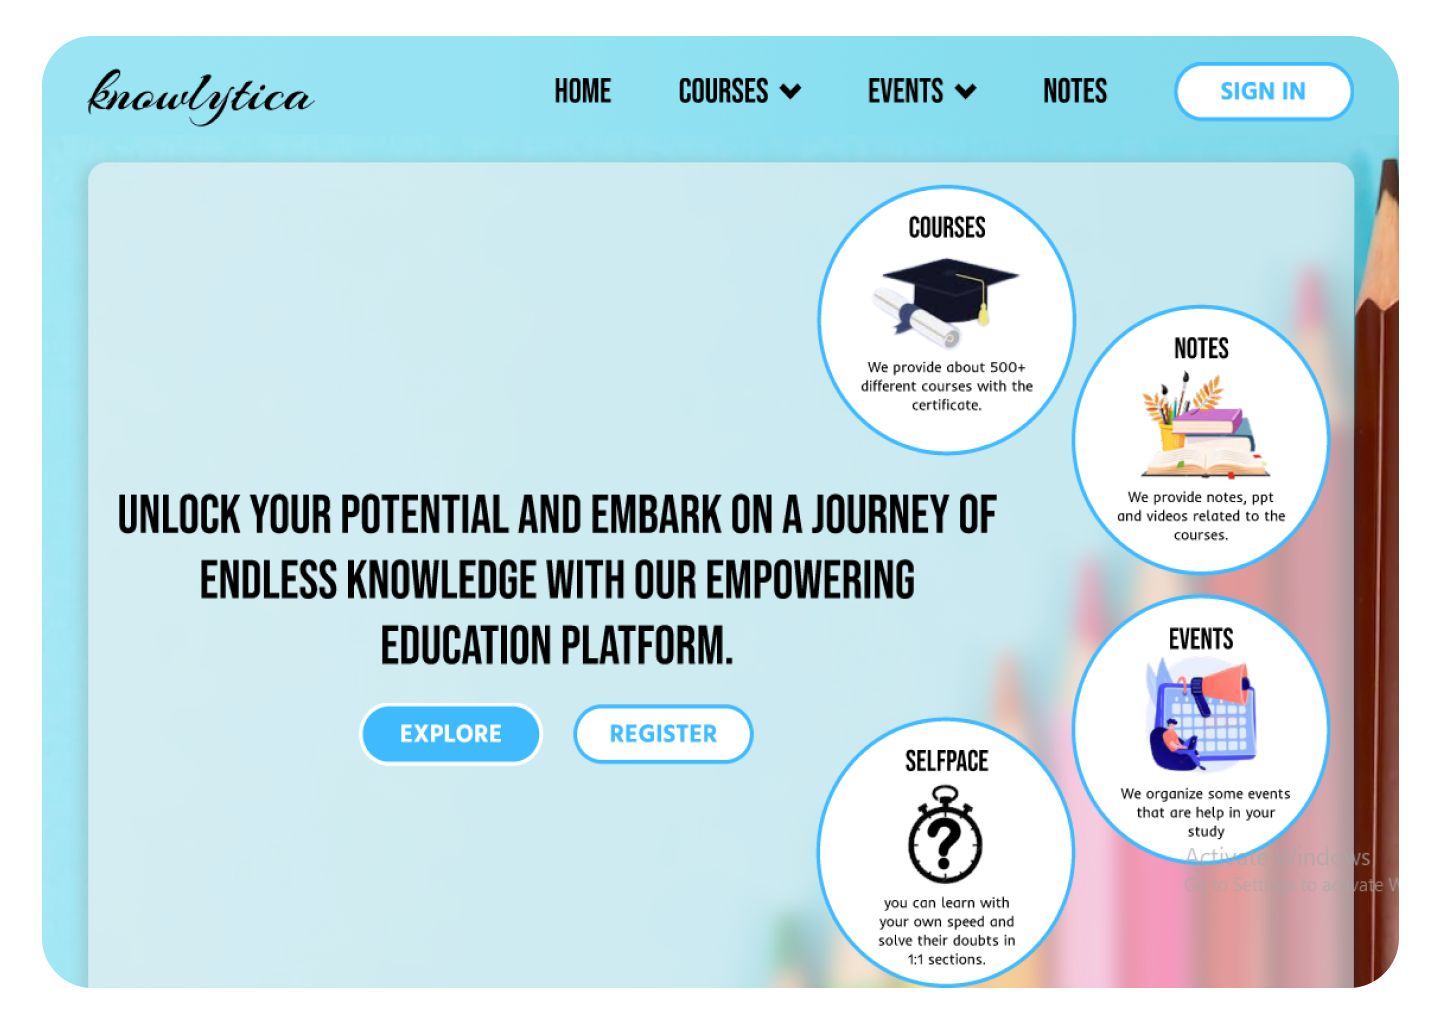 knowlytica
HOME
COURSES
EVENTS
NOTES
SIGN IN
COURSES
We provide about 500+
different courses with the
certificate.
NOTES
We provide notes, ppt
and videos related to the
courses.
UNLOCK YOUR POTENTIAL AND EMBARK ON A JOURNEY OF
ENDLESS KNOWLEDGE WITH OUR EMPOWERING
EDUCATION PLATFORM.
EXPLORE
REGISTER
EVENTS
We organize some events
that are help in your
study
SELFPACE
?
you can learn with
your own speed and
solve their doubts in
1:1 sections.
Activate Windows
Go to Settings to activate W